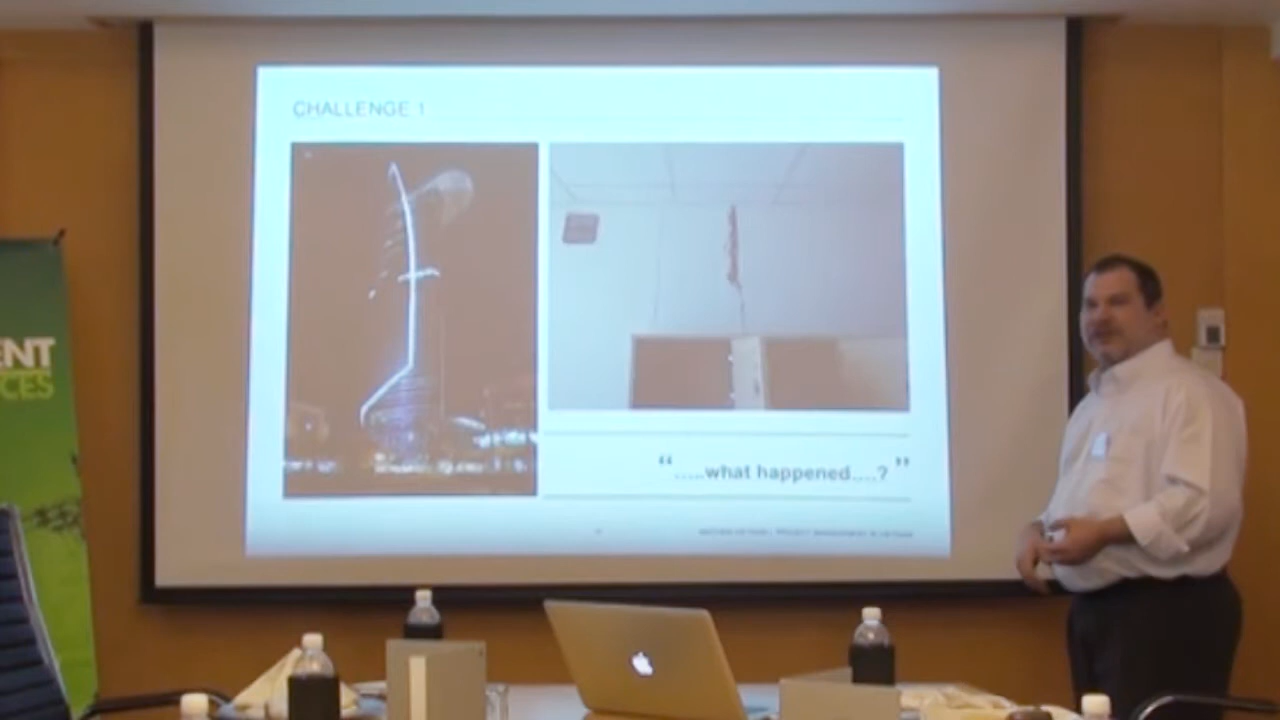 CHALLENGE 1
“.....what happened....?”
ENT
CES